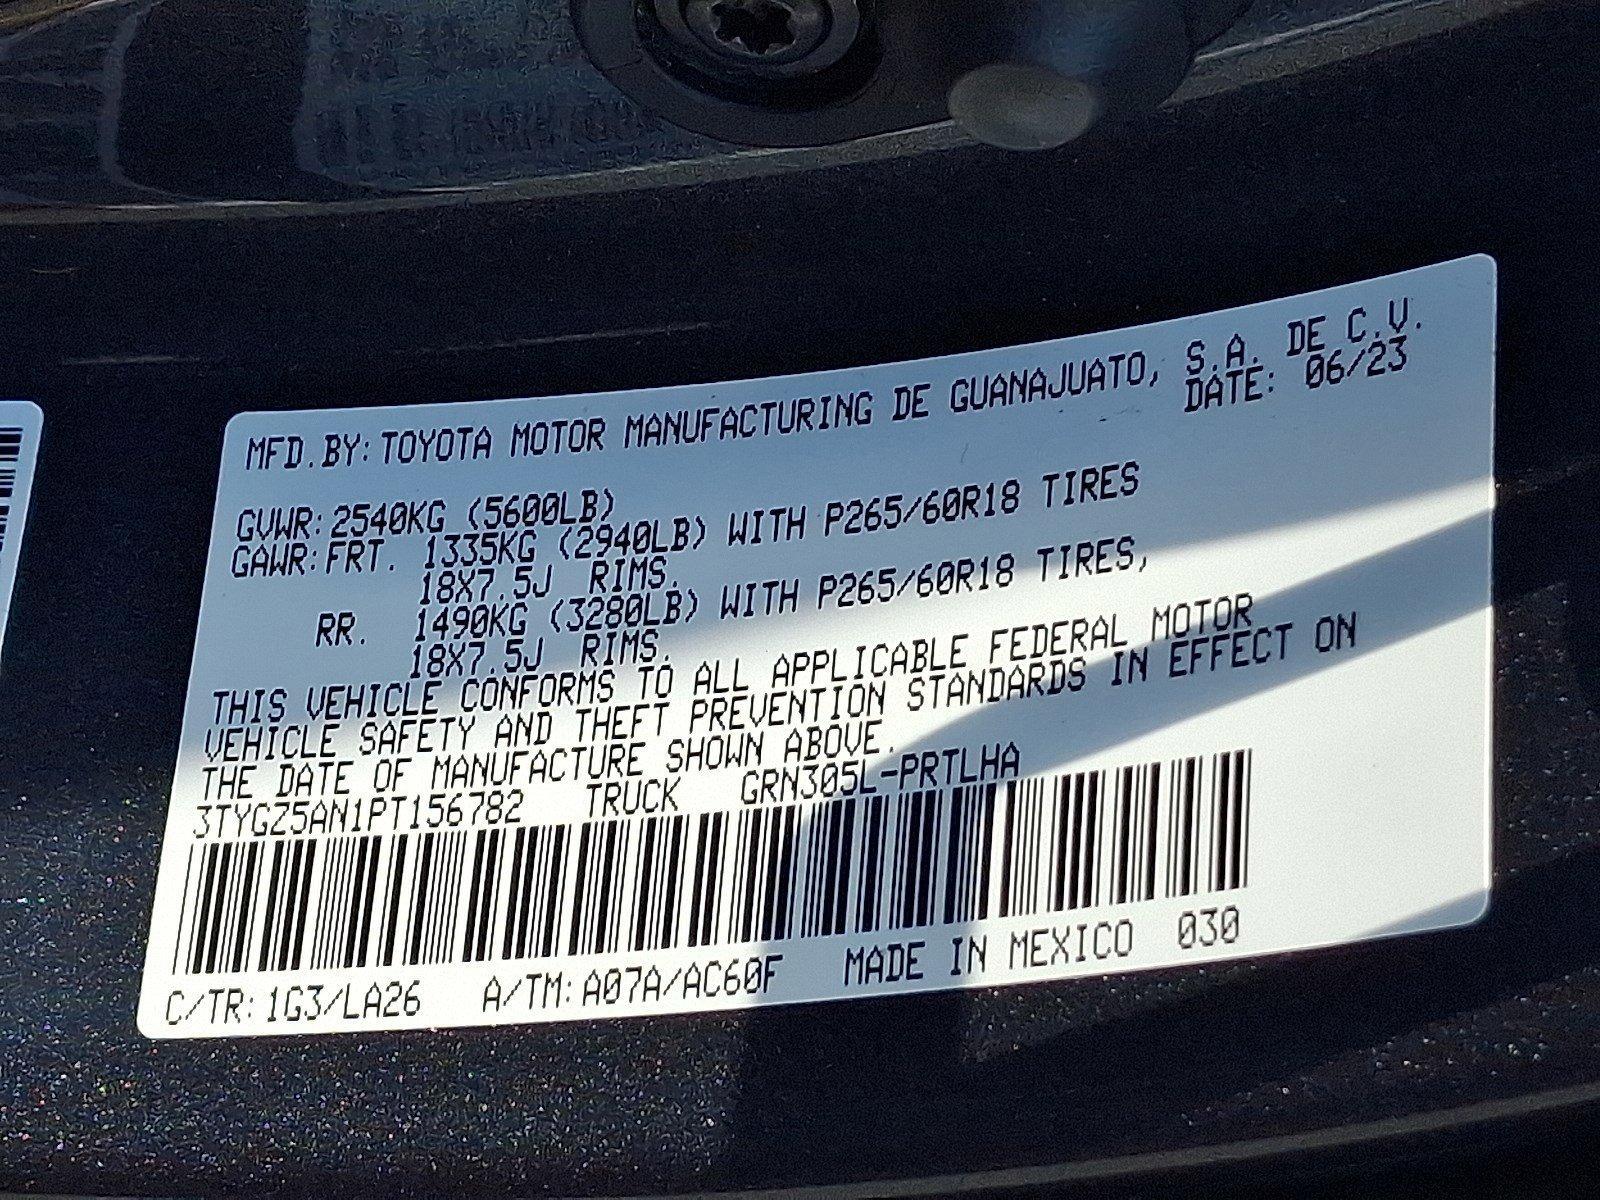 MFD.BY: TOYOTA MOTOR MANUFACTURING DE GUANAJUATO, S.A. DE C.V.
DATE: 06/23
GVWR: 2540KG (5600LB)
GAWR: FRT. 1335KG (2940LB) WITH P265/60R18 TIRES
18X7.5J RIMS.
RR. 1490KG (3280LB) WITH P265/60R18 TIRES,
18X7.5J RIMS.
THIS VEHICLE CONFORMS TO ALL APPLICABLE FEDERAL MOTOR
VEHICLE SAFETY AND THEFT PREVENTION STANDARDS IN EFFECT ON
THE DATE OF MANUFACTURE SHOWN ABOVE.
3TYGZ5AN1PT156782 TRUCK GRN305L-PRTLHA
C/TR: 1G3/LA26 A/TM: A07A/AC60F MADE IN MEXICO 030